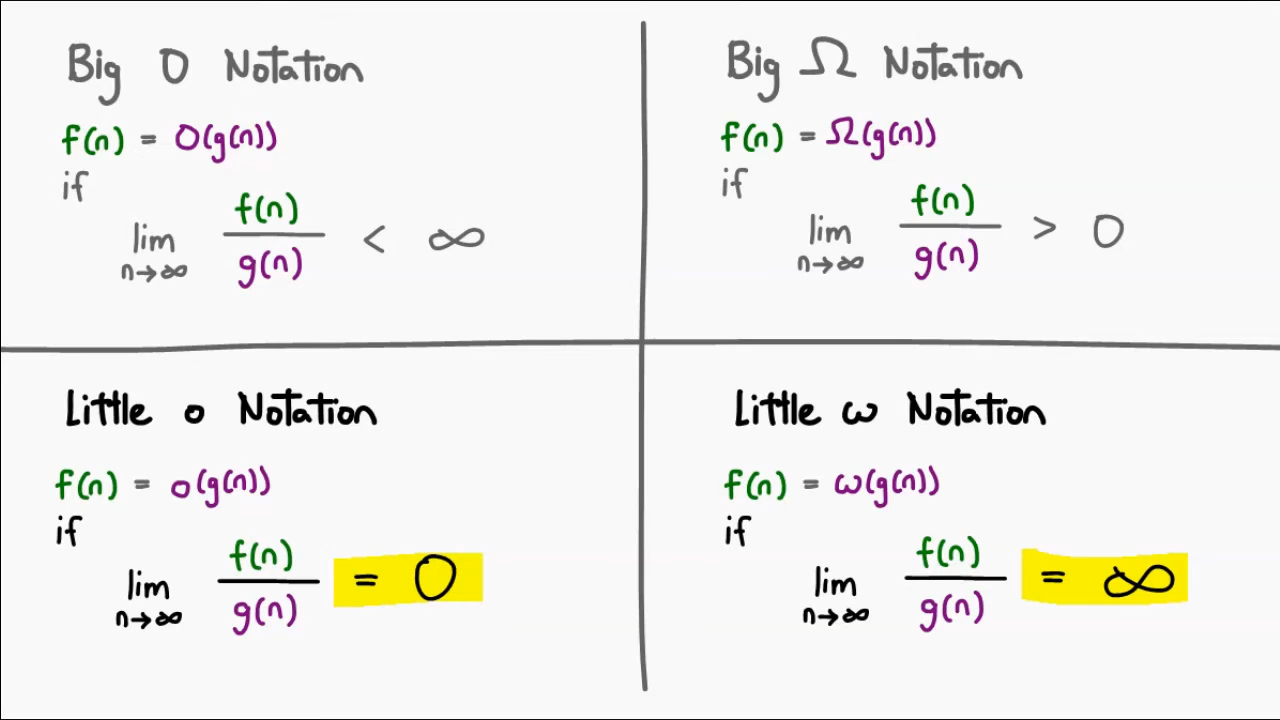 Big O Notation
f(n) = O(g(n))
if
lim n→∞ f(n)/g(n) < ∞
Big Ω Notation
f(n) = Ω(g(n))
if
lim n→∞ f(n)/g(n) > 0
Little o Notation
f(n) = o(g(n))
if
lim n→∞ f(n)/g(n) = 0
Little ω Notation
f(n) = ω(g(n))
if
lim n→∞ f(n)/g(n) = ∞